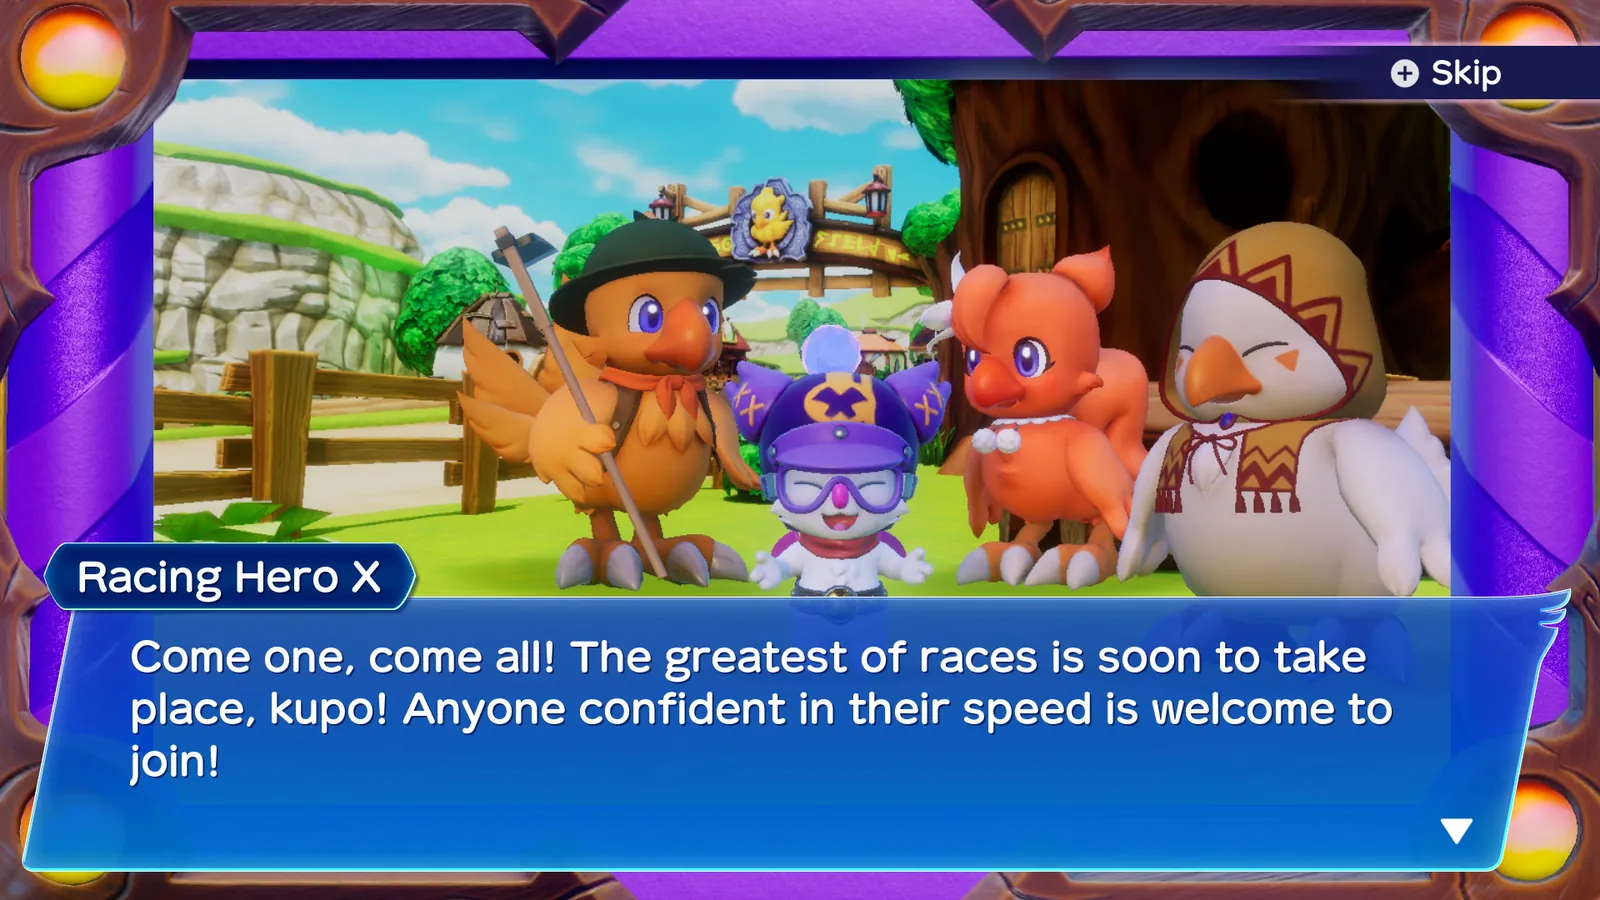 Skip
Racing Hero X
Come one, come all! The greatest of races is soon to take
place, kupo! Anyone confident in their speed is welcome to
join!